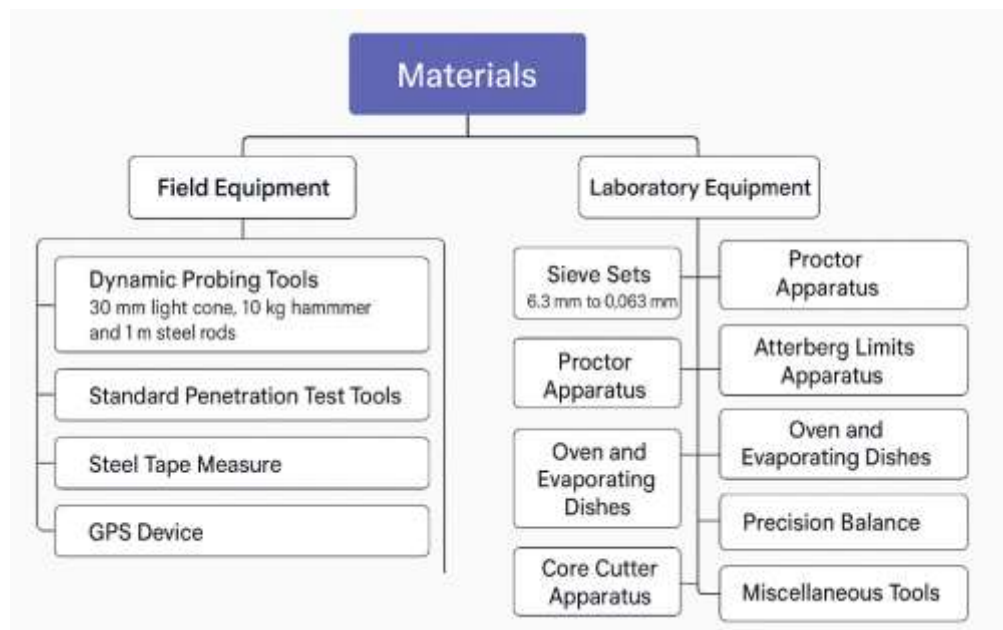 Materials
Field Equipment
Dynamic Probing Tools
30 mm light cone, 10 kg hammmer
and 1 m steel rods
Standard Penetration Test Tools
Steel Tape Measure
GPS Device
Laboratory Equipment
Sieve Sets
6.3 mm to 0,063 mm
Proctor
Apparatus
Oven and
Evaporating
Dishes
Core Cutter
Apparatus
Proctor
Apparatus
Atterberg Limits
Apparatus
Oven and
Evaporating Dishes
Precision Balance
Miscellaneous Tools